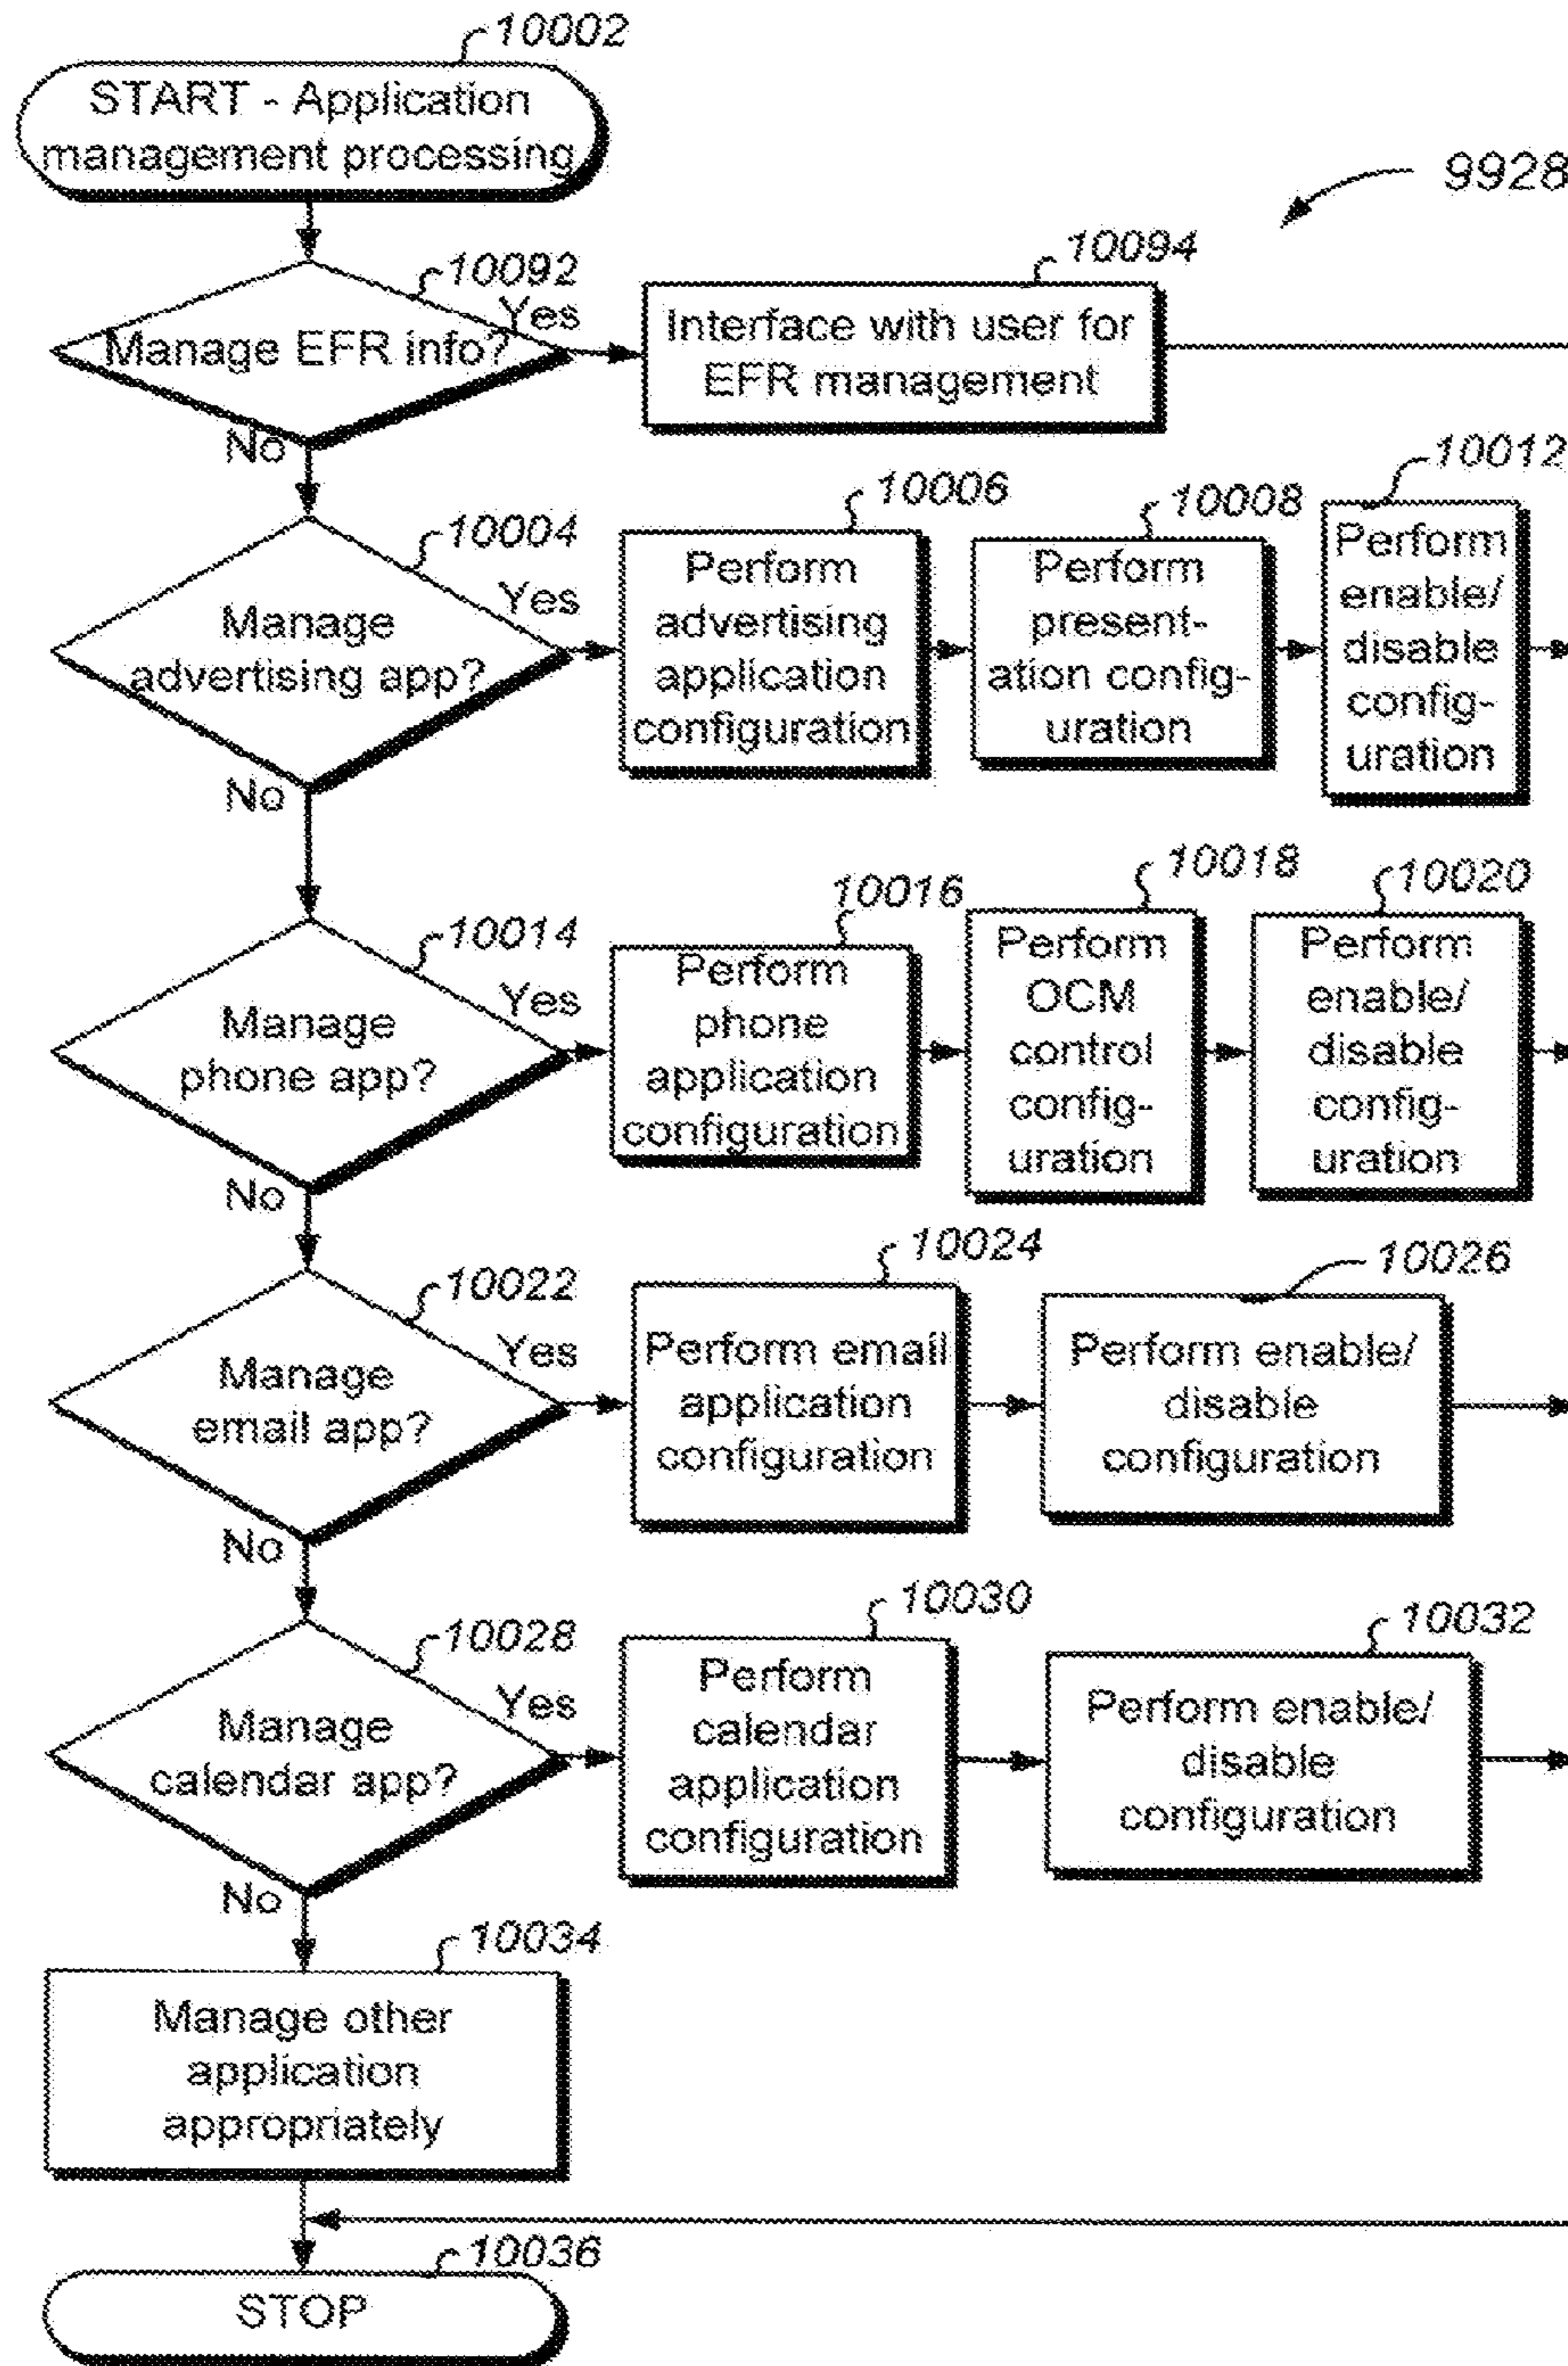 10002
START - Application
management processing
9928
10092
Manage EFR info?
Yes
No
10094
Interface with user for
EFR management
10004
Manage
advertising app?
Yes
No
10006
Perform
advertising
application
configuration
10008
Perform
present-
ation config-
uration
10012
Perform
enable/
disable
config-
uration
10014
Manage
phone app?
Yes
No
10016
Perform
phone
application
configuration
10018
Perform
OCM
control
config-
uration
10020
Perform
enable/
disable
config-
uration
10022
Manage
email app?
Yes
No
10024
Perform email
application
configuration
10026
Perform enable/
disable
configuration
10028
Manage
calendar app?
Yes
No
10030
Perform
calendar
application
configuration
10032
Perform enable/
disable
configuration
10034
Manage other
application
appropriately
10036
STOP